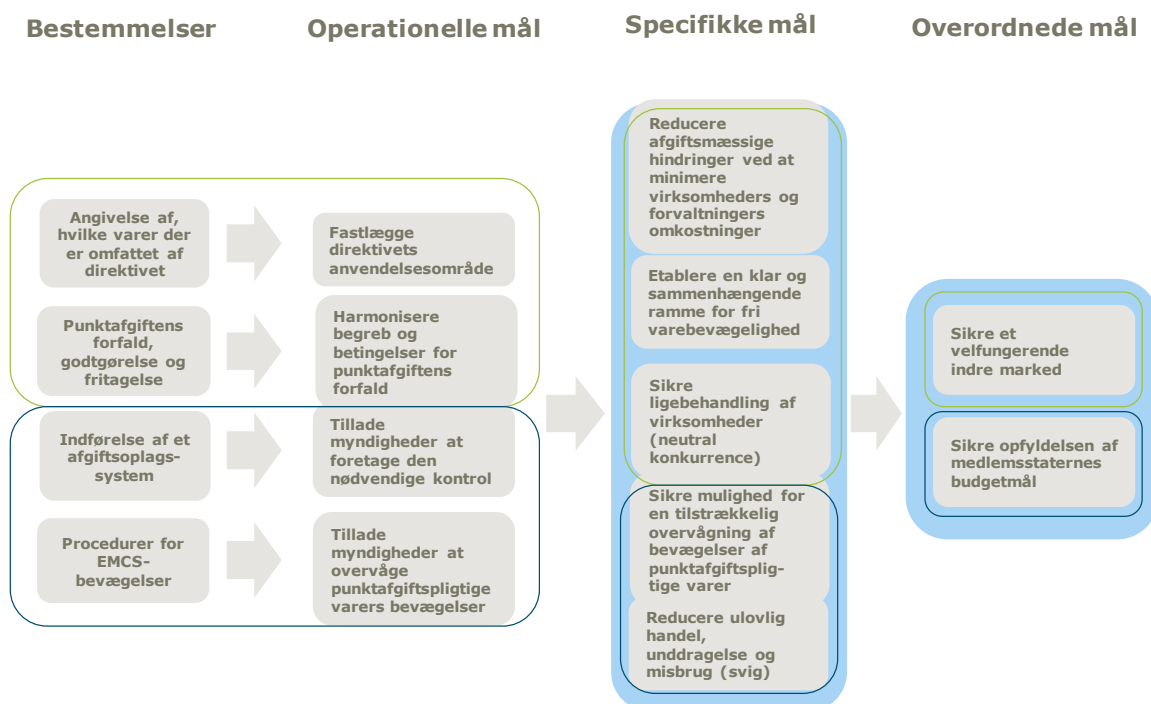 Bestemmelser
Operationelle mål
Specifikke mål
Overordnede mål
Angivelse af,
hvilke varer der
er omfattet af
direktivet
Punktafgiftens
forfald,
godtgørelse og
fritagelse
Indførelse af et
afgiftsoplags-
system
Procedurer for
EMCS-
bevægelser
Fastlægge
direktivets
anvendelsesområde
Harmonisere
begreb og
betingelser for
punktafgiftens
forfald
Tillade
myndigheder at
foretage den
nødvendige kontrol
Tillade
myndigheder at
overvåge
punktafgiftspligtige
varers bevægelser
Reducere
afgiftsmæssige
hindringer ved at
minimere
virksomheders og
forvaltningers
omkostninger
Etablere en klar og
sammenhængende
ramme for fri
varebevægelighed
Sikre
ligebehandling af
virksomheder
(neutral
konkurrence)
Sikre mulighed for
en tilstrækkelig
overvågning af
bevægelser af
punktafgiftsplig-
tige varer
Reducere ulovlig
handel,
unddragelse og
misbrug (svig)
Sikre et
velfungerende
indre marked
Sikre opfyldelsen af
medlemsstaternes
budgetmål